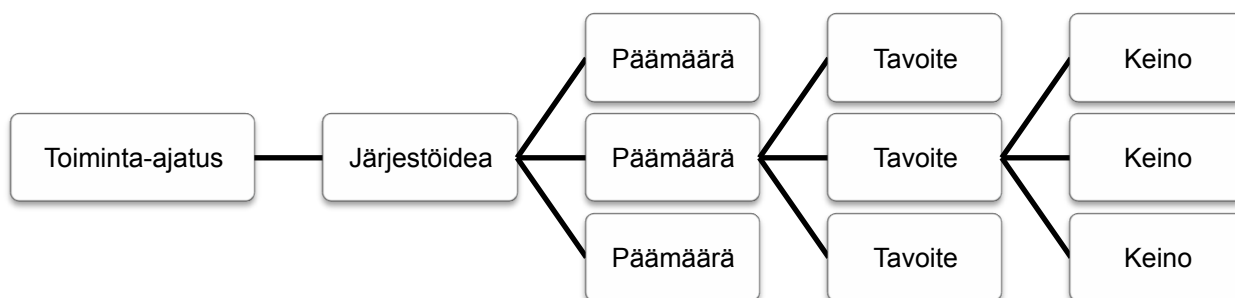 Päämäärä
Tavoite
Keino
Toiminta-ajatus
Järjestöidea
Päämäärä
Tavoite
Keino
Päämäärä
Tavoite
Keino